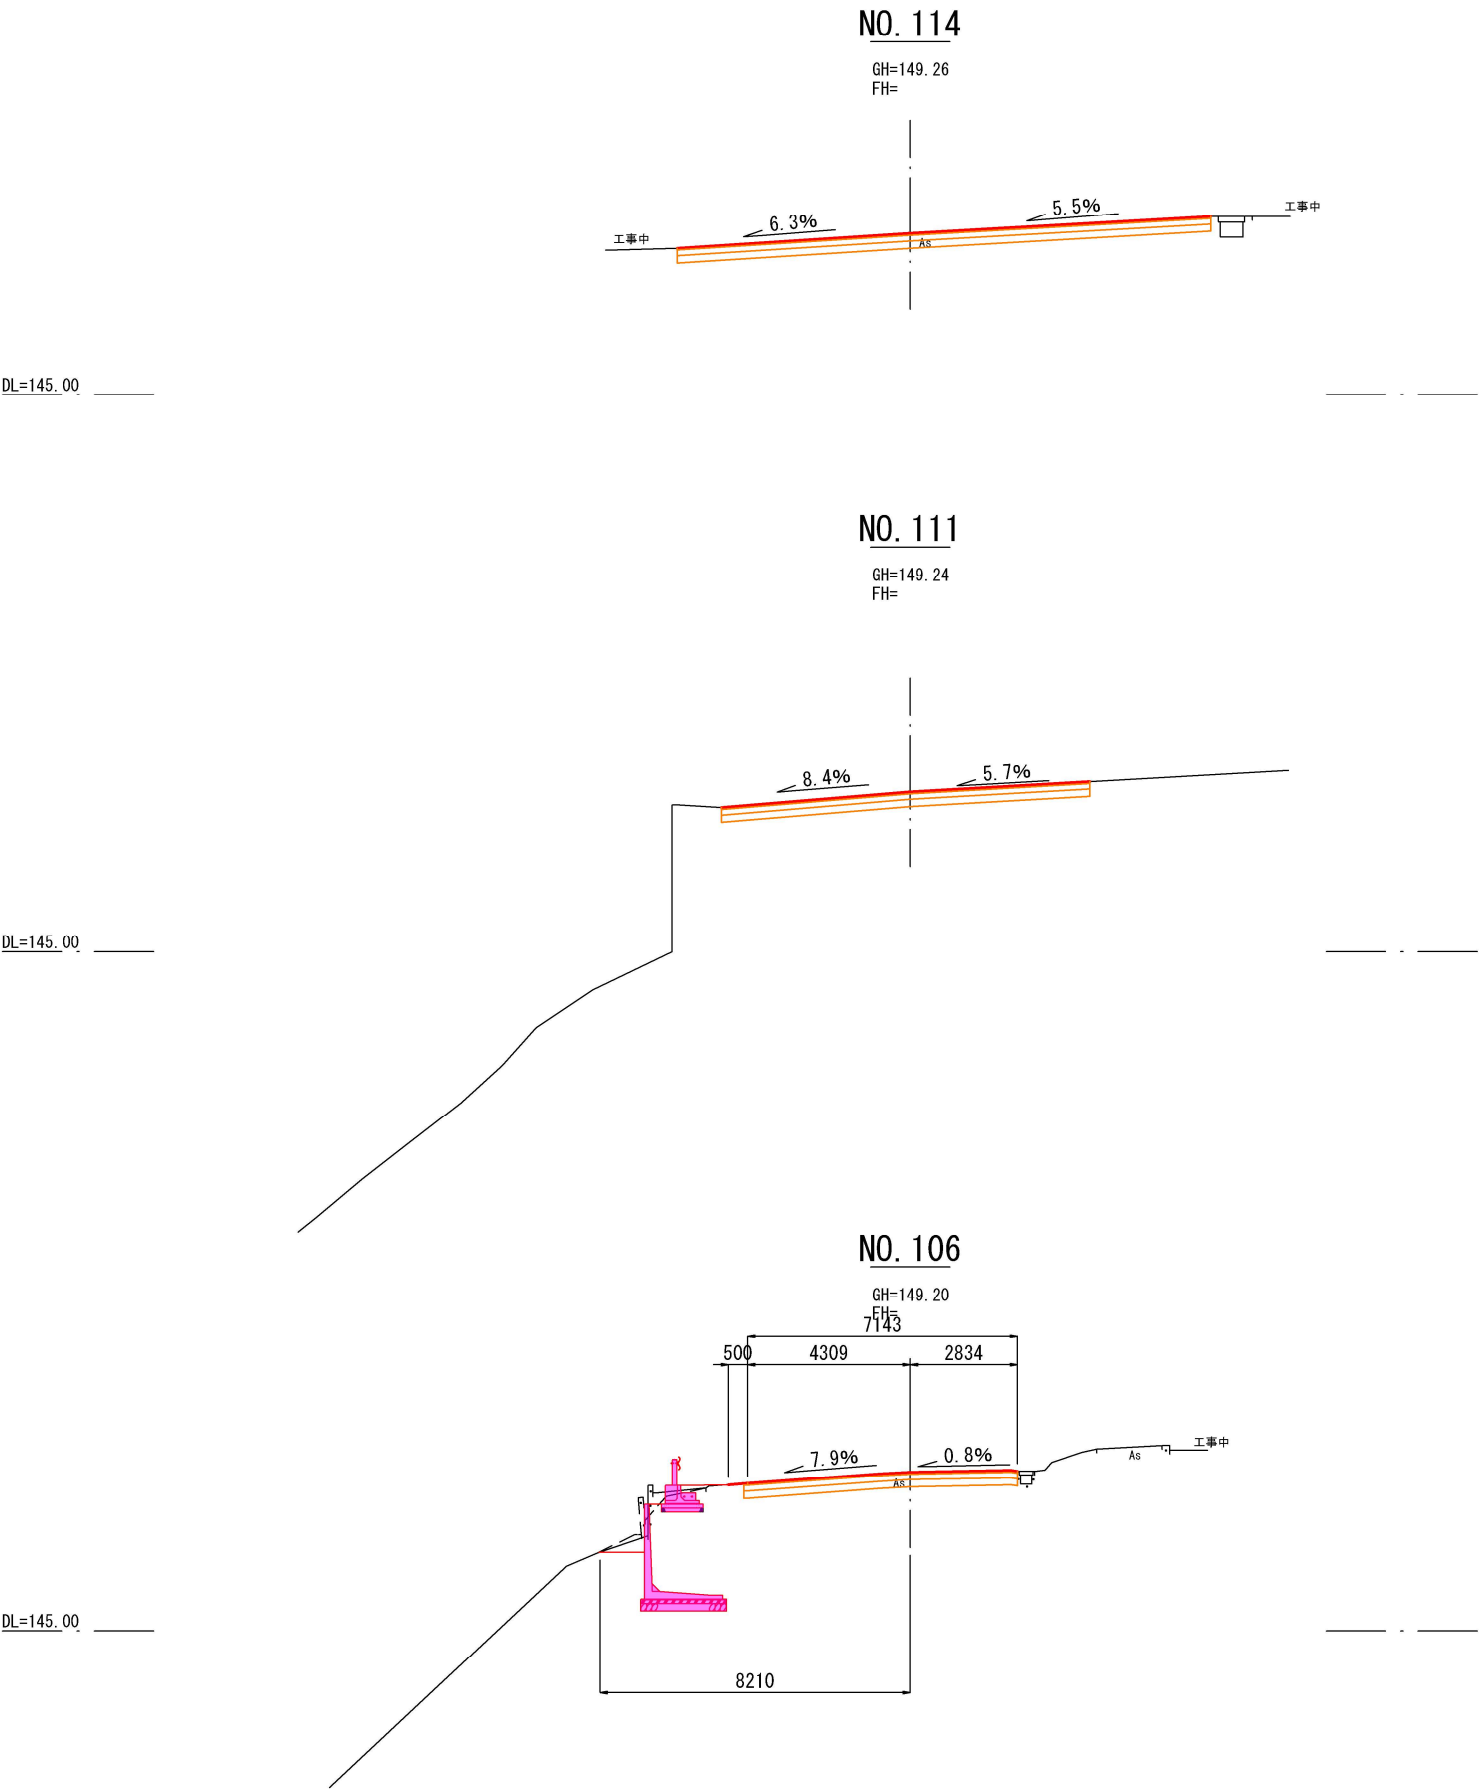 NO.114
GH=149.26
FH=
6.3%
5.5%
工事中
工事中
As
DL=145.00
NO.111
GH=149.24
FH=
8.4%
5.7%
DL=145.00
NO.106
GH=149.20
FH=
7143
500
4309
2834
7.9%
0.8%
工事中
As
As
DL=145.00
8210